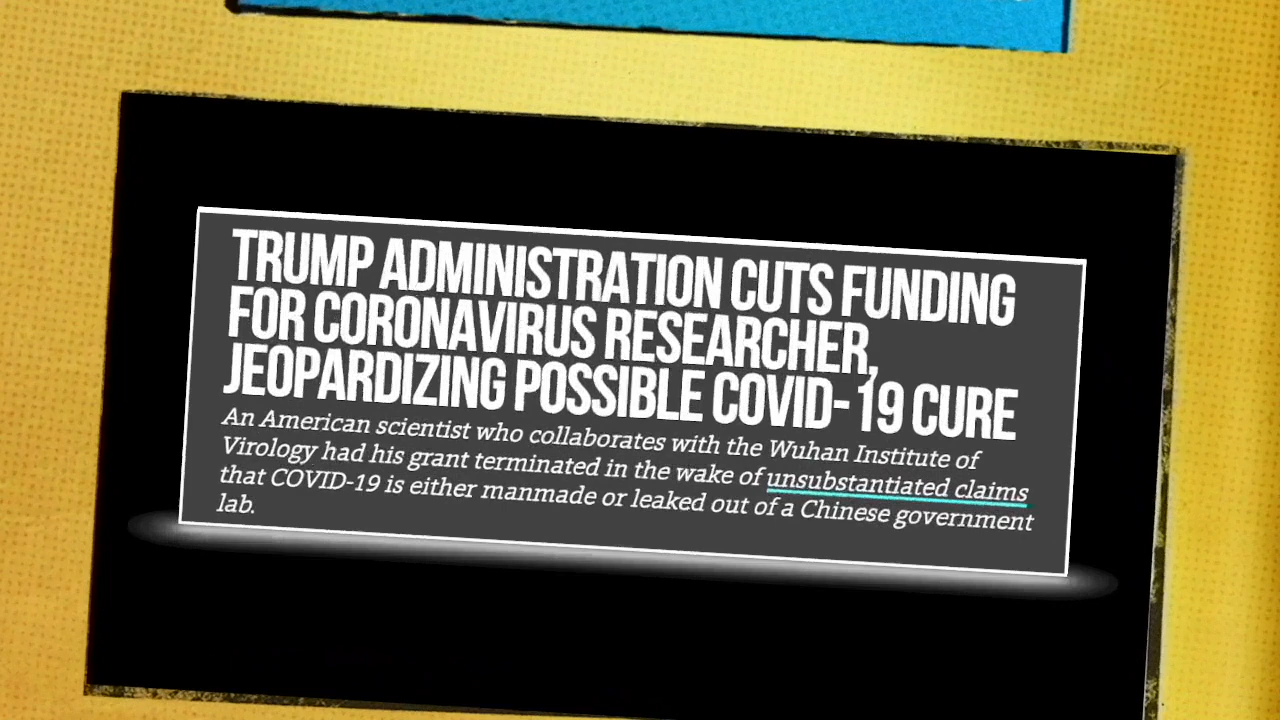 TRUMP ADMINISTRATION CUTS FUNDING
FOR CORONAVIRUS RESEARCHER,
JEOPARDIZING POSSIBLE COVID-19 CURE
An American scientist who collaborates with the Wuhan Institute of
Virology had his grant terminated in the wake of unsubstantiated claims
that COVID-19 is either manmade or leaked out of a Chinese government
lab.